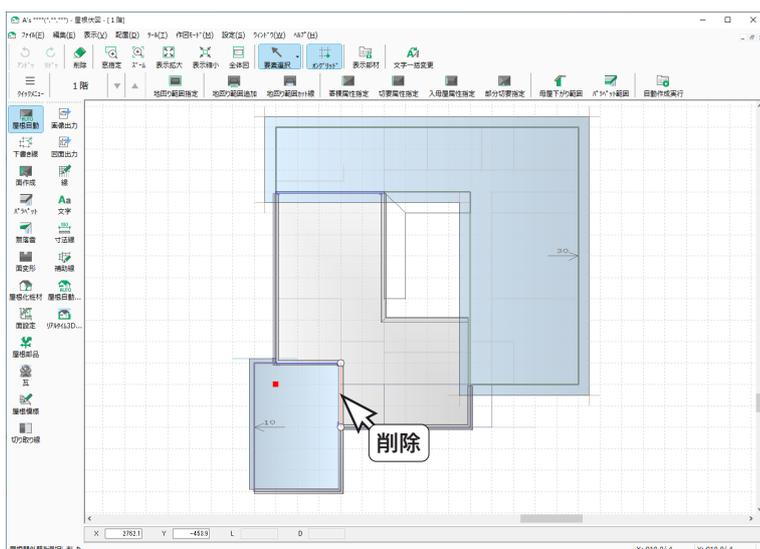 A's ****(*.**.***) - 屋根伏図 - [1階]
ファイル(F) 編集(E) 表示(V) 配置(D) ツール(T) 作図モード(M) 設定(S) ウィンドウ(W) ヘルプ(H)
アンドゥ リドゥ 削除 窓指定 ズーム 表示拡大 表示縮小 全体図 要素選択 オングリッド 表示部材 文字一括変更
クイックメニュー 1階 地回り範囲指定 地回り範囲追加 地回り範囲カット線 寄棟属性指定 切妻属性指定 入母屋属性指定 部分切妻指定 母屋下がり範囲 パラペット範囲 自動作成実行
屋根自動 画像出力
下書き線 図面出力
面作成 線
パラペット 文字
無落雪 寸法線
面変形 補助線
屋根化粧材 屋根自動...
面設定 リアルタイム3D...
屋根部品
瓦
屋根模様
切り取り線
30
10
削除
X 2762.1 Y -453.9 L D